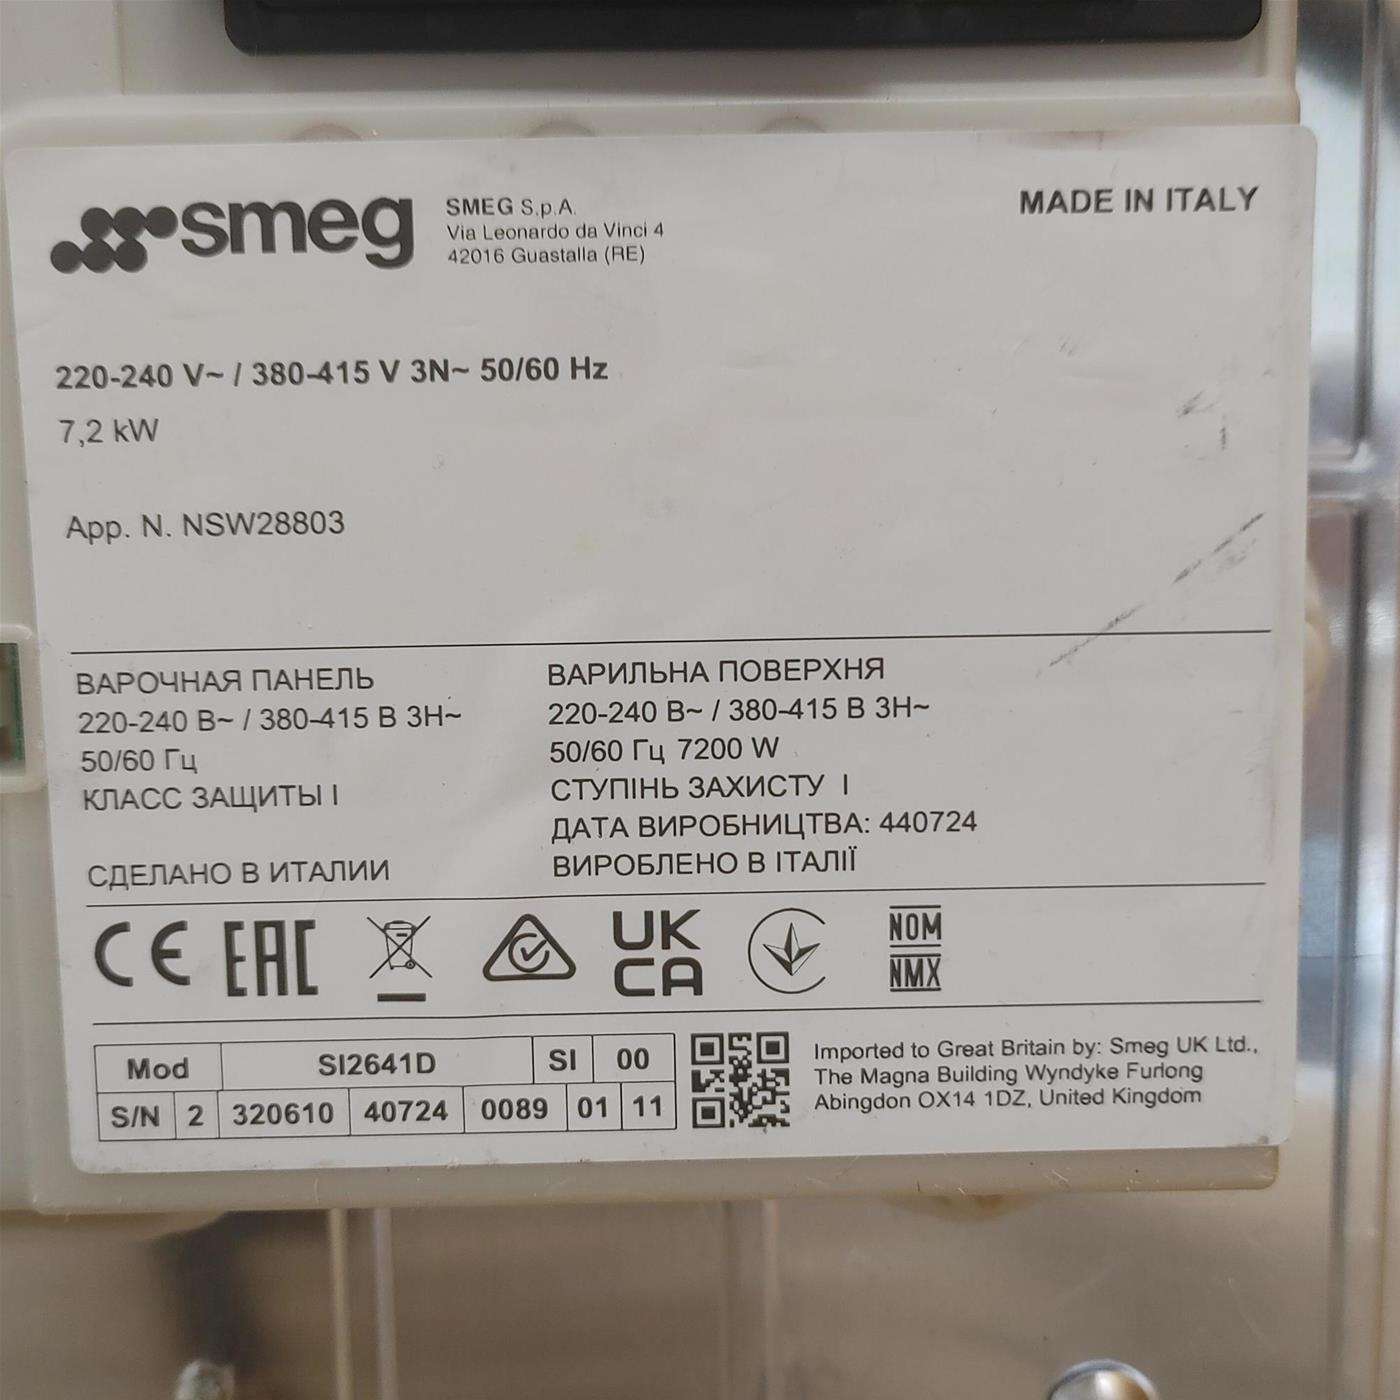 smeg
SMEG S.p.A.
Via Leonardo da Vinci 4
42016 Guastalla (RE)
MADE IN ITALY
220-240 V~ / 380-415 V 3N~ 50/60 Hz
7,2 kW
App. N. NSW28803
ВАРОЧНАЯ ПАНЕЛЬ
220-240 В~ / 380-415 В 3Н~
50/60 Гц
КЛАСС ЗАЩИТЫ I
СДЕЛАНО В ИТАЛИИ
ВАРИЛЬНА ПОВЕРХНЯ
220-240 В~ / 380-415 В 3Н~
50/60 Гц 7200 W
СТУПІНЬ ЗАХИСТУ I
ДАТА ВИРОБНИЦТВА: 440724
ВИРОБЛЕНО В ІТАЛІЇ
CE EAC UK CA NOM NMX
Mod SI2641D SI 00
S/N 2 320610 40724 0089 01 11
Imported to Great Britain by: Smeg UK Ltd.,
The Magna Building Wyndyke Furlong
Abingdon OX14 1DZ, United Kingdom